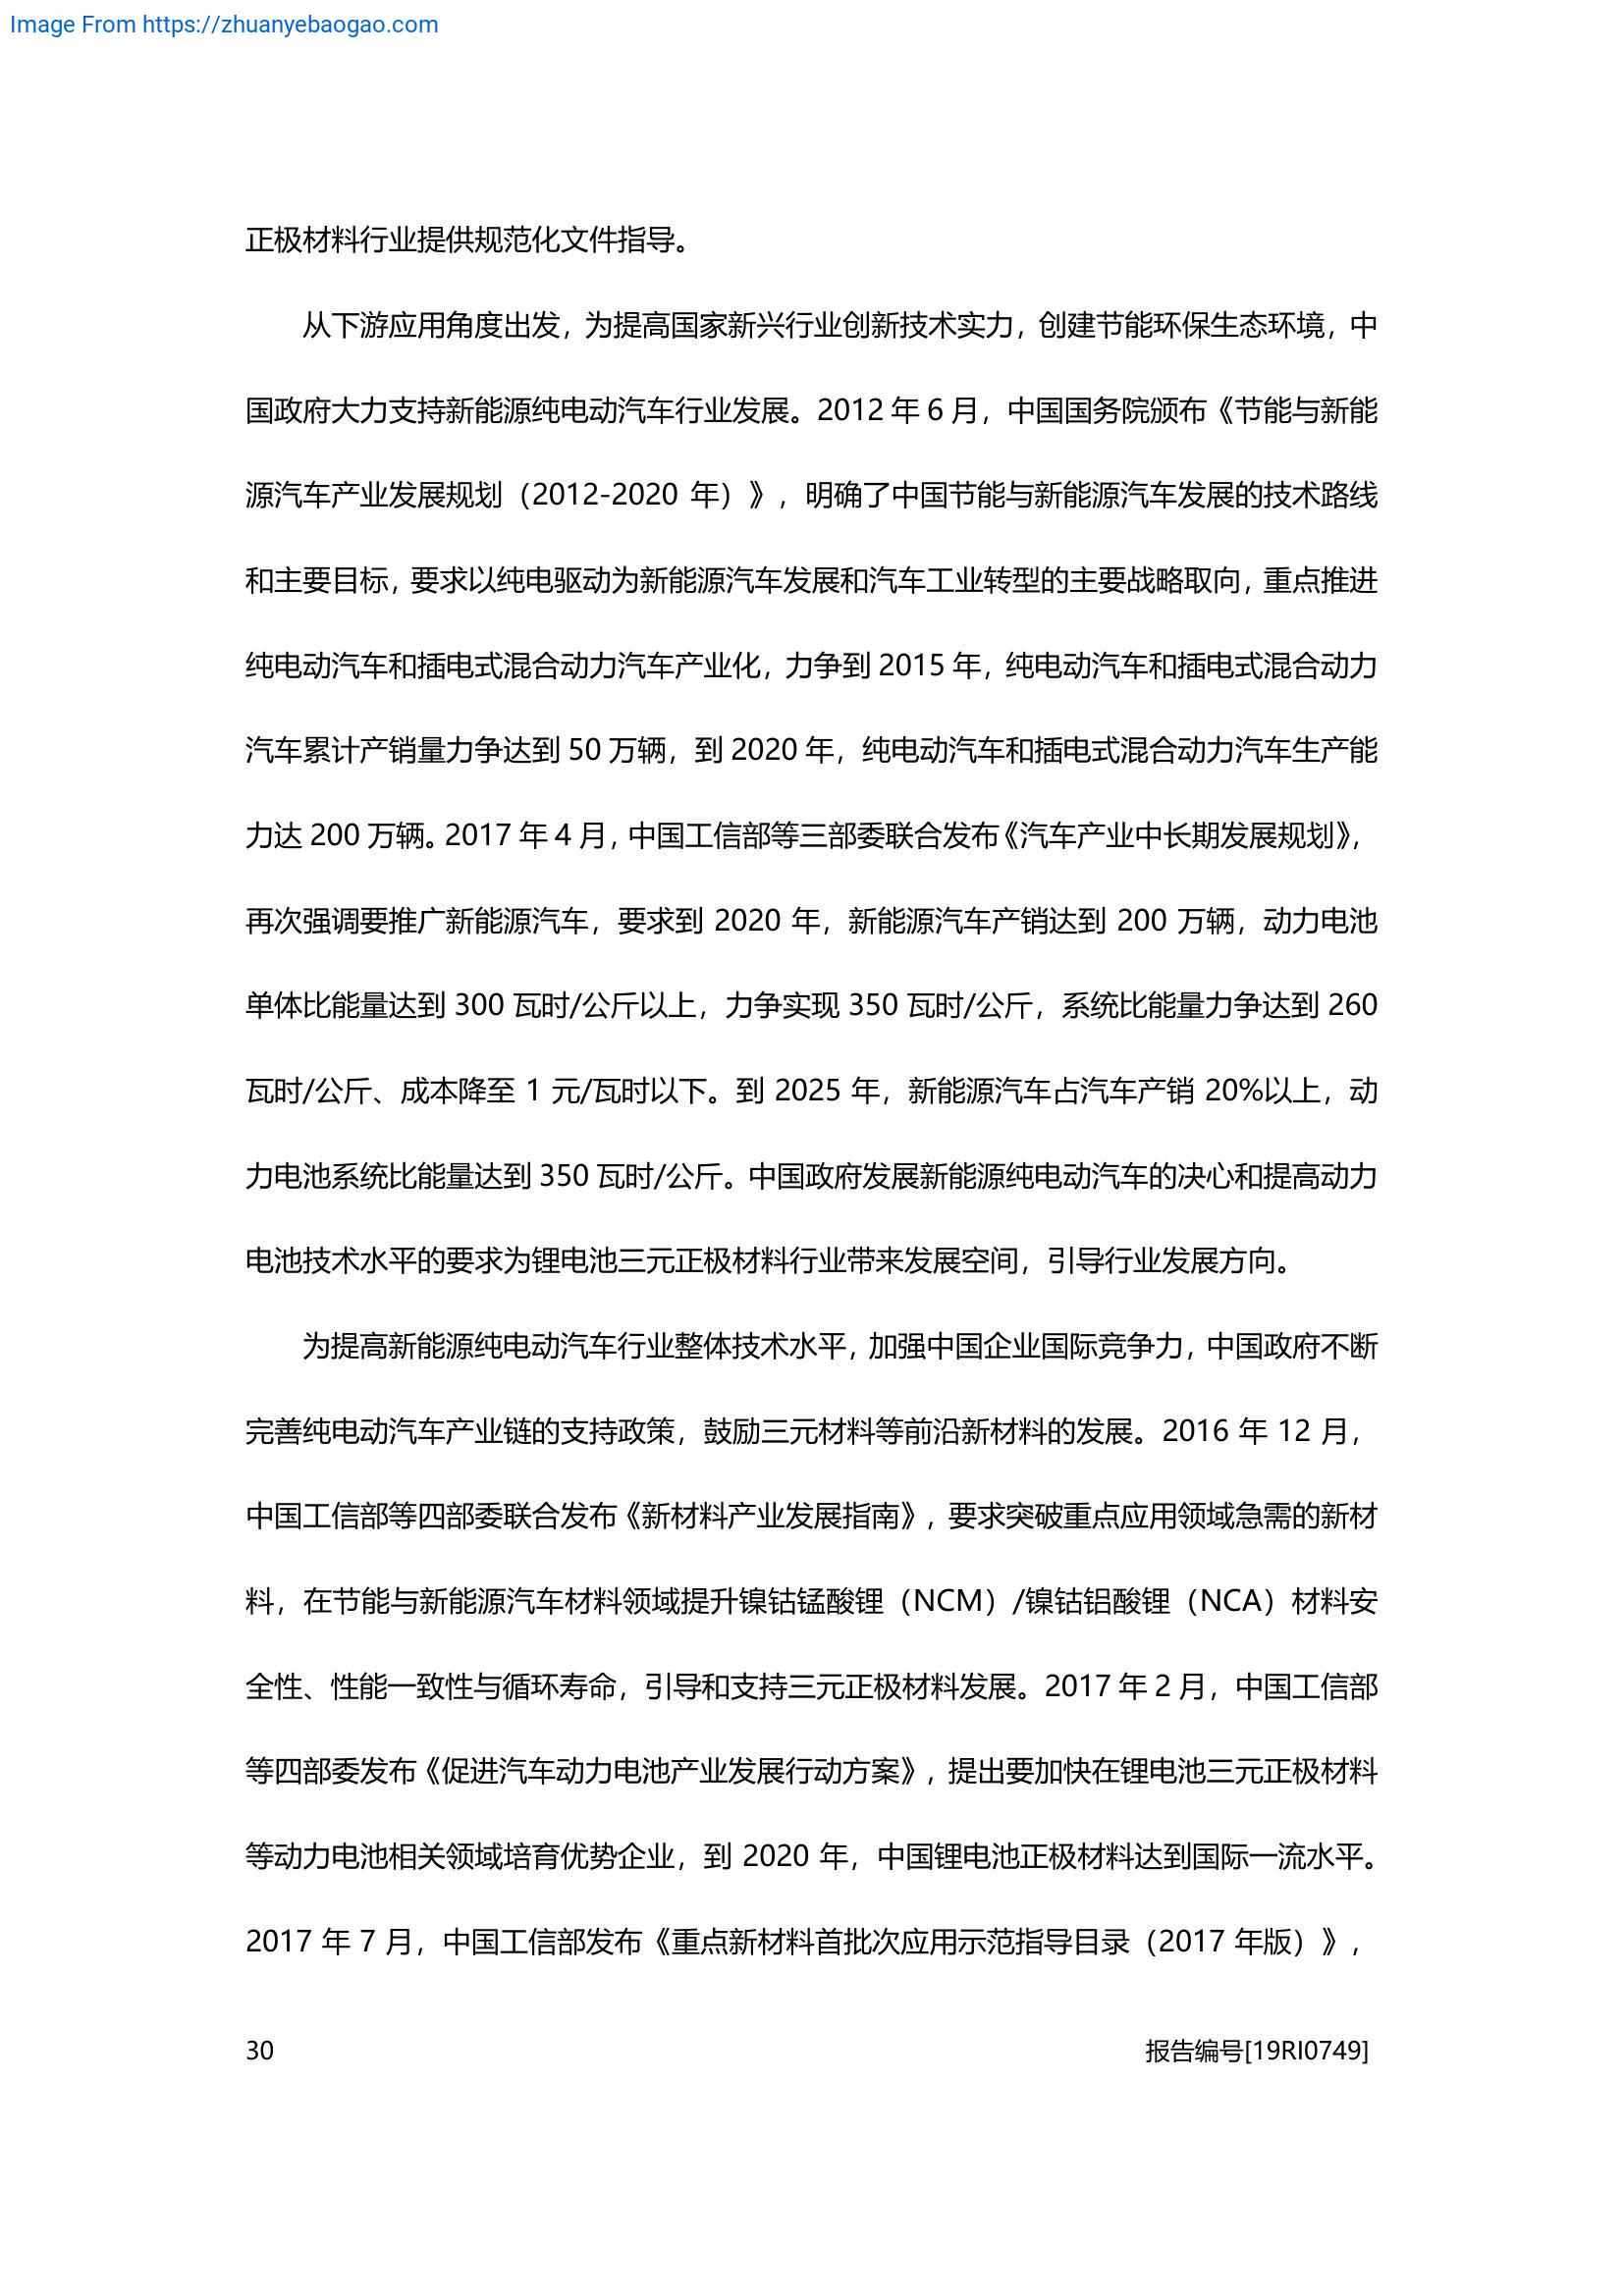 Image From https://zhuanyebaogao.com
正极材料行业提供规范化文件指导。
从下游应用角度出发，为提高国家新兴行业创新技术实力，创建节能环保生态环境，中
国政府大力支持新能源纯电动汽车行业发展。2012 年 6 月，中国国务院颁布《节能与新能
源汽车产业发展规划（2012-2020 年）》，明确了中国节能与新能源汽车发展的技术路线
和主要目标，要求以纯电驱动为新能源汽车发展和汽车工业转型的主要战略取向，重点推进
纯电动汽车和插电式混合动力汽车产业化，力争到 2015 年，纯电动汽车和插电式混合动力
汽车累计产销量力争达到 50 万辆，到 2020 年，纯电动汽车和插电式混合动力汽车生产能
力达 200 万辆。2017 年 4 月，中国工信部等三部委联合发布《汽车产业中长期发展规划》，
再次强调要推广新能源汽车，要求到 2020 年，新能源汽车产销达到 200 万辆，动力电池
单体比能量达到 300 瓦时/公斤以上，力争实现 350 瓦时/公斤，系统比能量力争达到 260
瓦时/公斤、成本降至 1 元/瓦时以下。到 2025 年，新能源汽车占汽车产销 20%以上，动
力电池系统比能量达到 350 瓦时/公斤。中国政府发展新能源纯电动汽车的决心和提高动力
电池技术水平的要求为锂电池三元正极材料行业带来发展空间，引导行业发展方向。
为提高新能源纯电动汽车行业整体技术水平，加强中国企业国际竞争力，中国政府不断
完善纯电动汽车产业链的支持政策，鼓励三元材料等前沿新材料的发展。2016 年 12 月，
中国工信部等四部委联合发布《新材料产业发展指南》，要求突破重点应用领域急需的新材
料，在节能与新能源汽车材料领域提升镍钴锰酸锂（NCM）/镍钴铝酸锂（NCA）材料安
全性、性能一致性与循环寿命，引导和支持三元正极材料发展。2017 年 2 月，中国工信部
等四部委发布《促进汽车动力电池产业发展行动方案》，提出要加快在锂电池三元正极材料
等动力电池相关领域培育优势企业，到 2020 年，中国锂电池正极材料达到国际一流水平。
2017 年 7 月，中国工信部发布《重点新材料首批次应用示范指导目录（2017 年版）》，
30
报告编号[19RI0749]